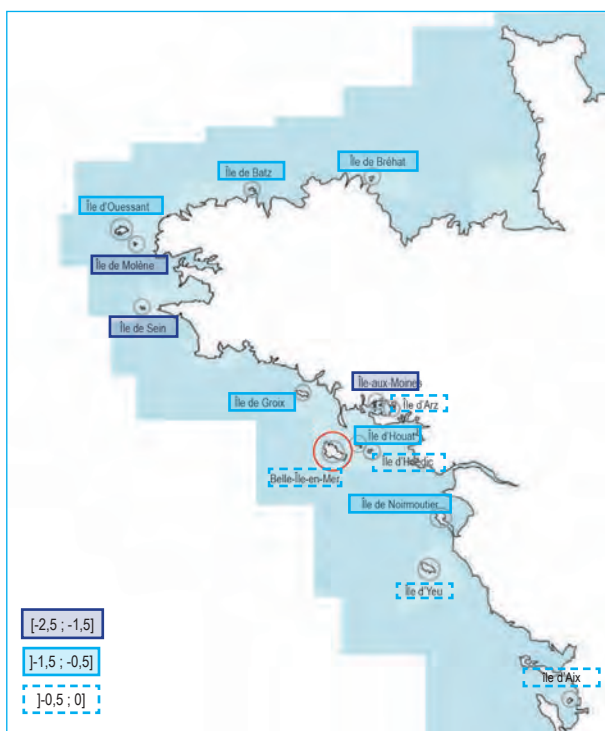 Île de Bréhat
Île de Batz
Île d'Ouessant
Île de Molène
Île de Sein
Île-aux-Moines
Île de Groix
Île d'Arz
Île d'Houat
Île d'Hoëdic
Belle-Île-en-Mer
Île de Noirmoutier
Île d'Yeu
Île d'Aix
[-2,5 ; -1,5]
]-1,5 ; -0,5]
]-0,5 ; 0]